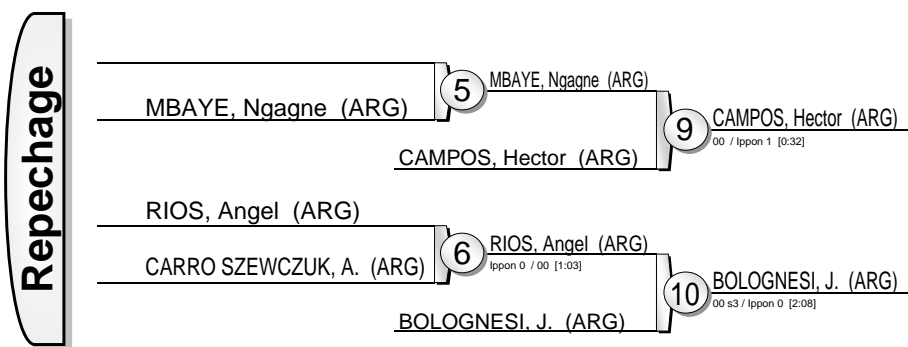 Repechage
MBAYE, Ngagne (ARG)
5
MBAYE, Ngagne (ARG)
CAMPOS, Hector (ARG)
9
CAMPOS, Hector (ARG)
00 / Ippon 1 [0:32]
RIOS, Angel (ARG)
CARRO SZEWCZUK, A. (ARG)
6
RIOS, Angel (ARG)
Ippon 0 / 00 [1:03]
BOLOGNESI, J. (ARG)
10
BOLOGNESI, J. (ARG)
00 s3 / Ippon 0 [2:08]